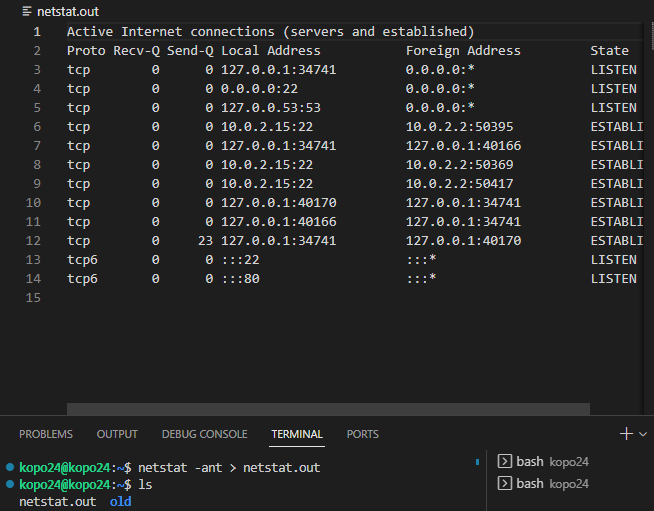 netstat.out
1 Active Internet connections (servers and established)
2 Proto Recv-Q Send-Q Local Address Foreign Address State
3 tcp 0 0 127.0.0.1:34741 0.0.0.0:* LISTEN
4 tcp 0 0 0.0.0.0:22 0.0.0.0:* LISTEN
5 tcp 0 0 127.0.0.53:53 0.0.0.0:* LISTEN
6 tcp 0 0 10.0.2.15:22 10.0.2.2:50395 ESTABLI
7 tcp 0 0 127.0.0.1:34741 127.0.0.1:40166 ESTABLI
8 tcp 0 0 10.0.2.15:22 10.0.2.2:50369 ESTABLI
9 tcp 0 0 10.0.2.15:22 10.0.2.2:50417 ESTABLI
10 tcp 0 0 127.0.0.1:40170 127.0.0.1:34741 ESTABLI
11 tcp 0 0 127.0.0.1:40166 127.0.0.1:34741 ESTABLI
12 tcp 0 23 127.0.0.1:34741 127.0.0.1:40170 ESTABLI
13 tcp6 0 0 :::22 :::* LISTEN
14 tcp6 0 0 :::80 :::* LISTEN
15
PROBLEMS OUTPUT DEBUG CONSOLE TERMINAL PORTS
kopo24@kopo24:~$ netstat -ant > netstat.out
kopo24@kopo24:~$ ls
netstat.out old
bash kopo24
bash kopo24